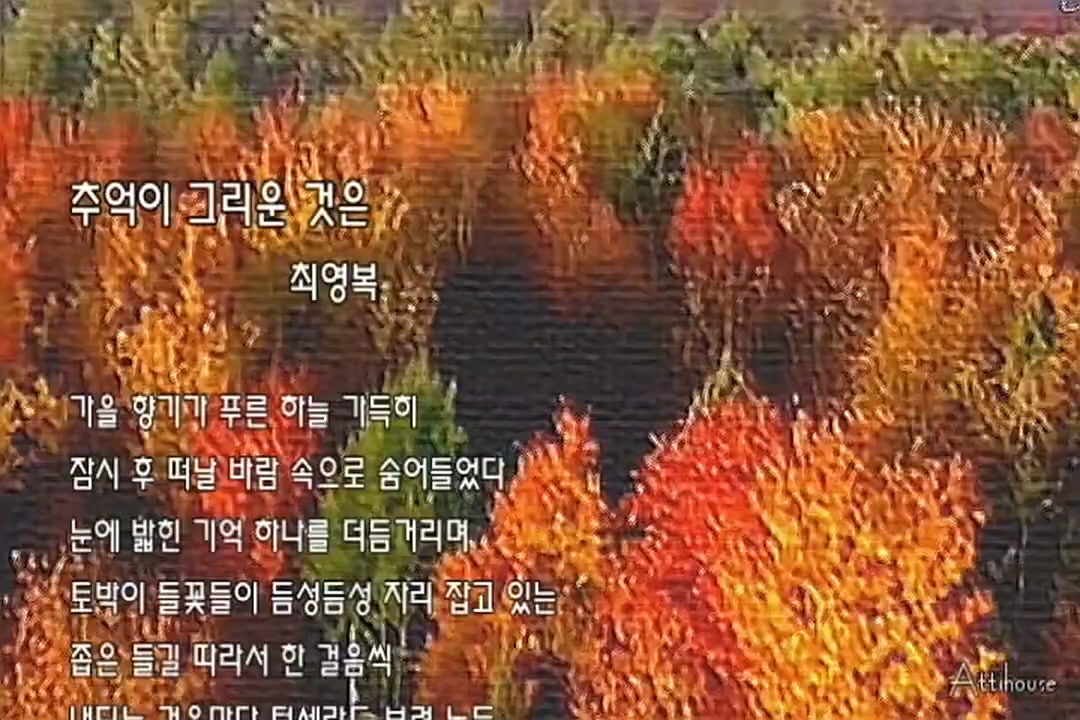 추억이 그리운 것은
최영복
가을 향기가 푸른 하늘 가득히
잠시 후 떠날 바람 속으로 숨어들었다
눈에 밟힌 기억 하나를 더듬거리며
토박이 들꽃들이 듬성듬성 자리 잡고 있는
좁은 들길 따라서 한 걸음씩
Attihouse